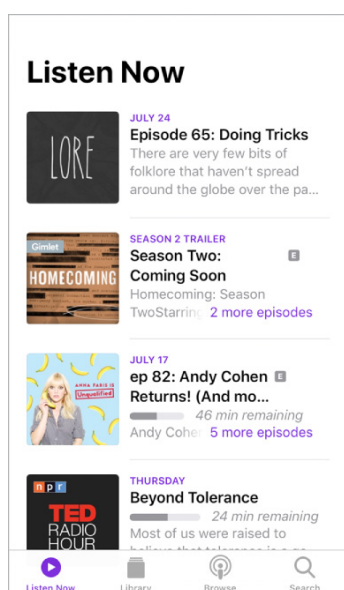 Listen Now
LORE
JULY 24
Episode 65: Doing Tricks
There are very few bits of
folklore that haven't spread
around the globe over the pa...
Gimlet
HOMECOMING
SEASON 2 TRAILER
Season Two: E
Coming Soon
Homecoming: Season
TwoStarring 2 more episodes
ANNA FARIS IS
Unqualified
JULY 17
ep 82: Andy Cohen E
Returns! (And mo...
46 min remaining
Andy Cohe 5 more episodes
npr
TED
RADIO
HOUR
THURSDAY
Beyond Tolerance
24 min remaining
Most of us were raised to
believe that tolerance is a
Listen Now Library Browse Search